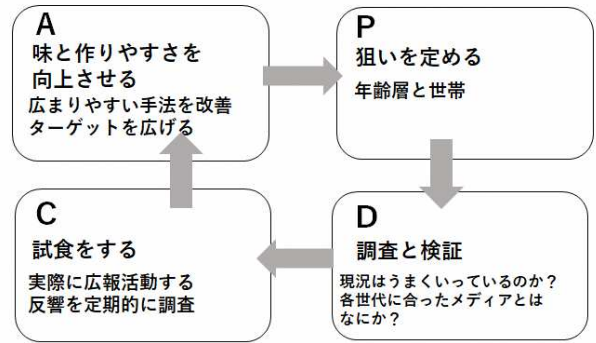 A
味と作りやすさを
向上させる
広まりやすい手法を改善
ターゲットを広げる
P
狙いを定める
年齢層と世帯
C
試食をする
実際に広報活動する
反響を定期的に調査
D
調査と検証
現況はうまくいっているのか？
各世代に合ったメディアとは
なにか？